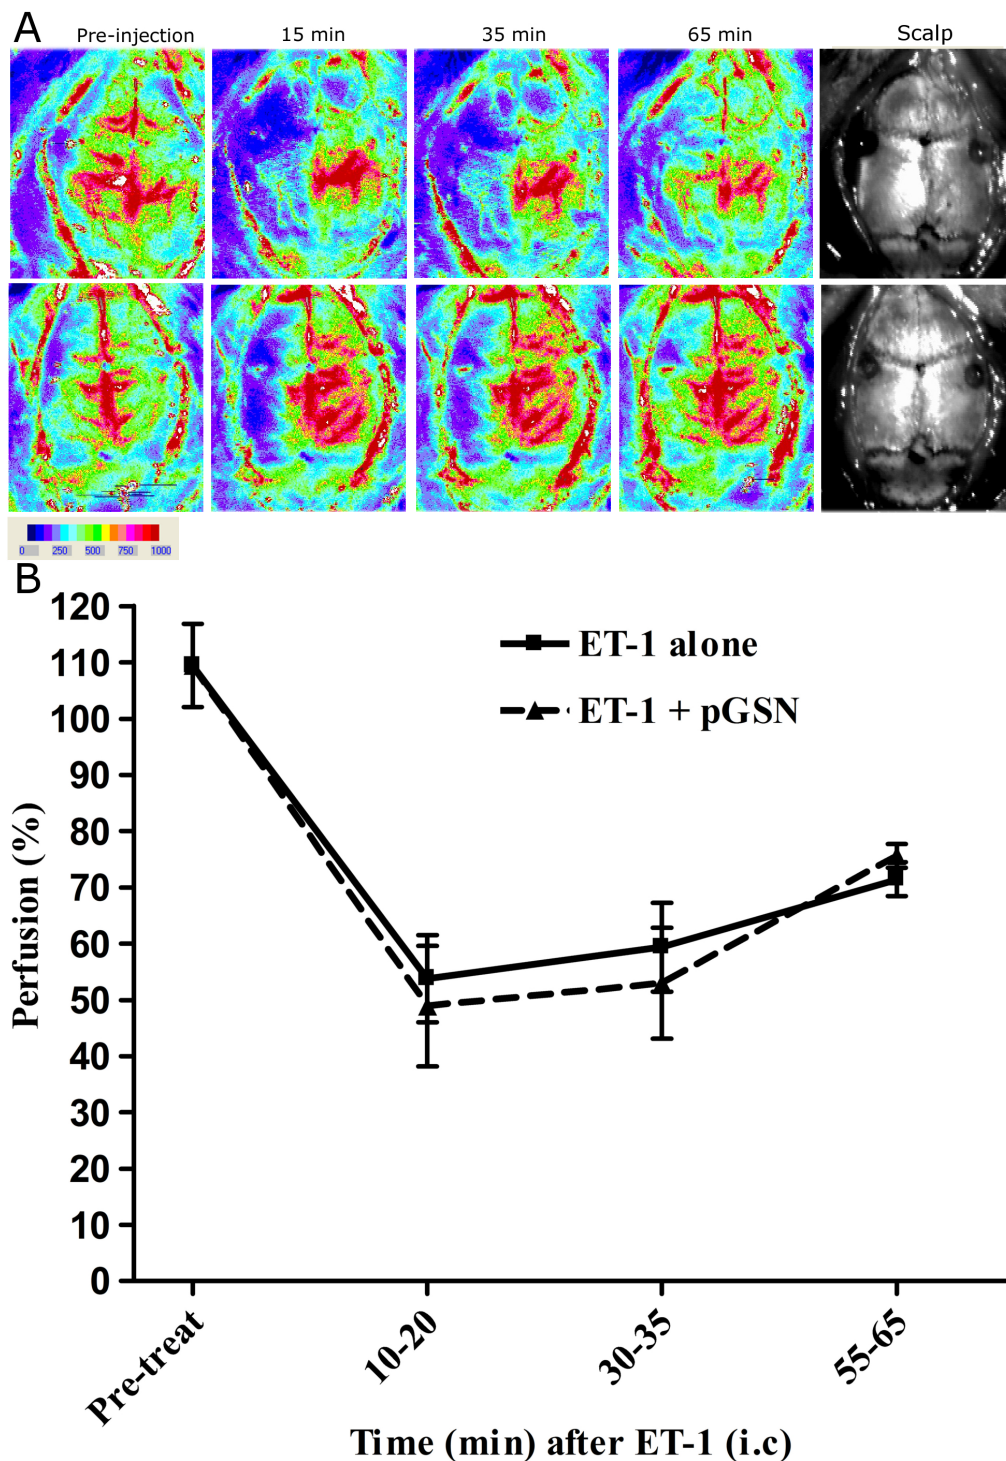 A
Pre-injection 15 min 35 min 65 min Scalp
0 250 500 750 1000
B
120
110
100
90
80
70
60
50
40
30
20
10
0
Perfusion (%)
ET-1 alone
ET-1 + pGSN
Pre-treat 10-20 30-35 55-65
Time (min) after ET-1 (i.c)